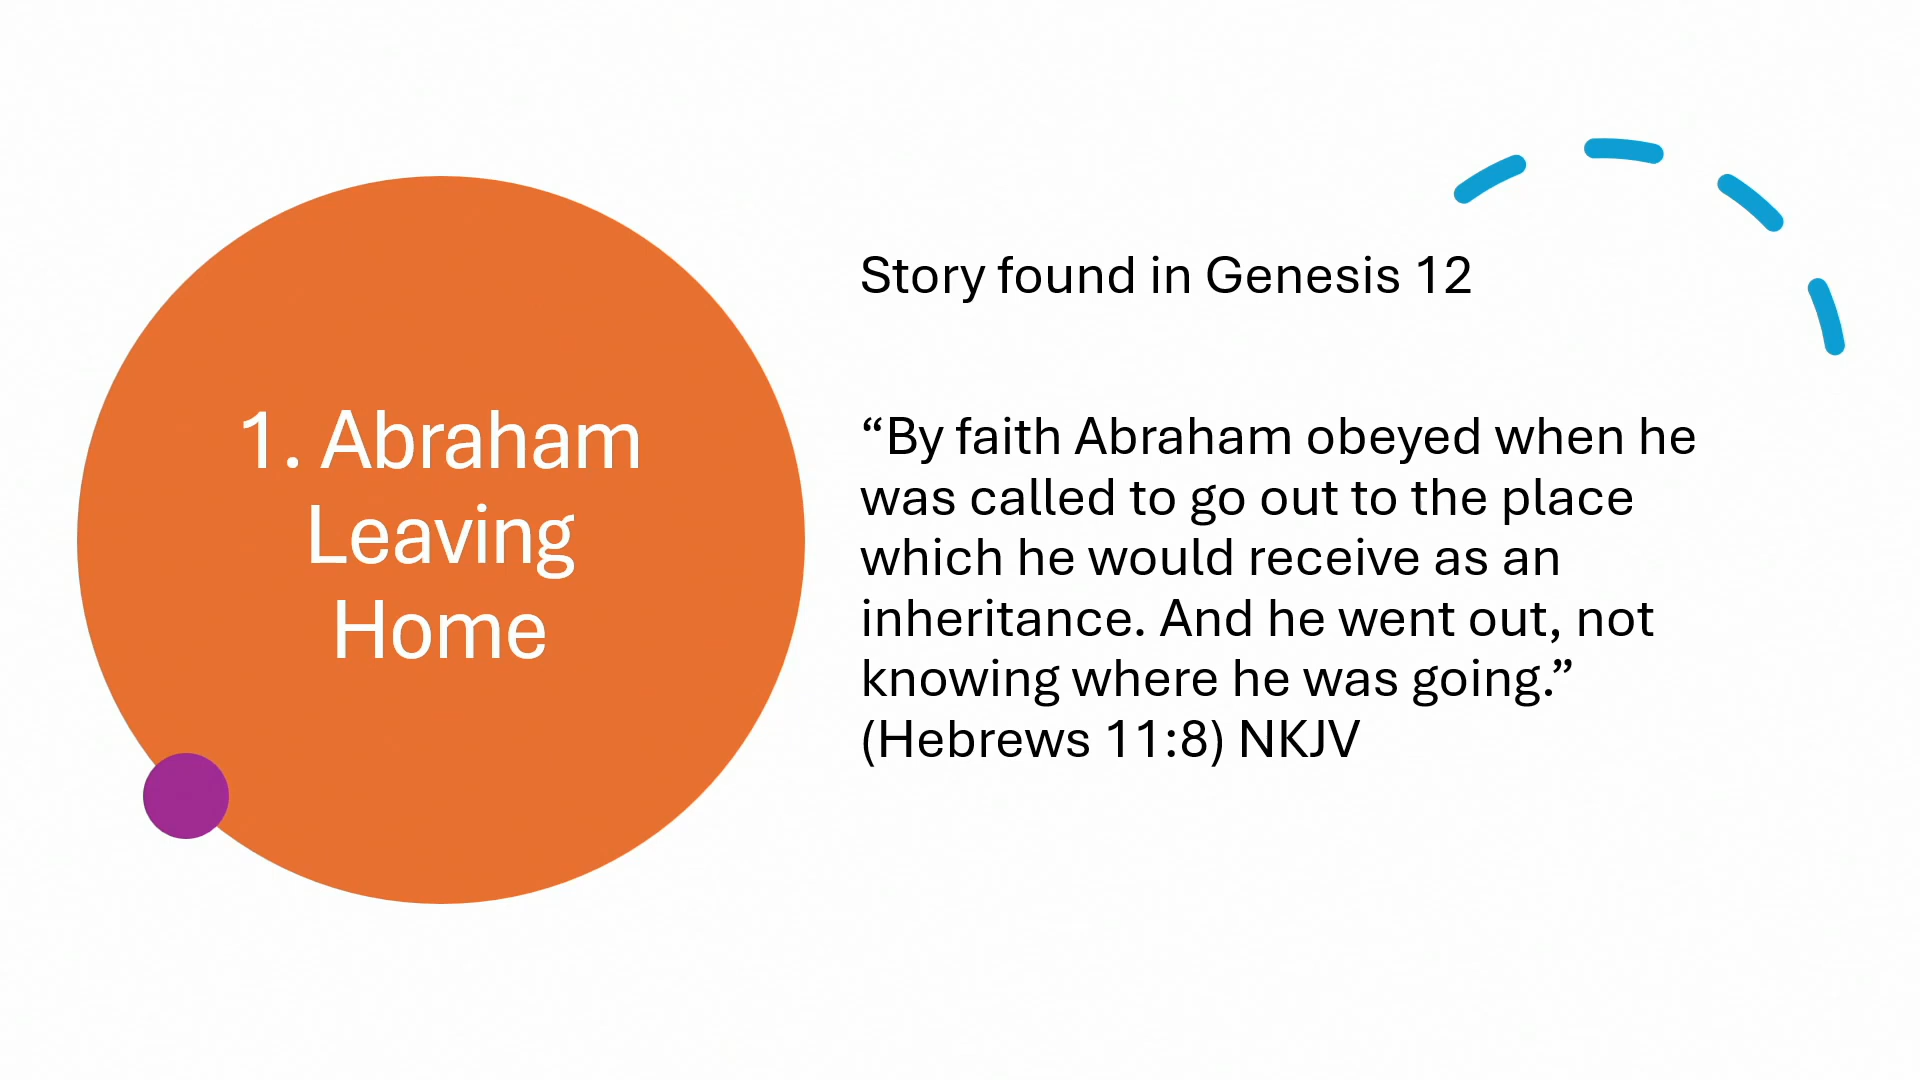 1. Abraham
Leaving
Home
Story found in Genesis 12
“By faith Abraham obeyed when he
was called to go out to the place
which he would receive as an
inheritance. And he went out, not
knowing where he was going.”
(Hebrews 11:8) NKJV